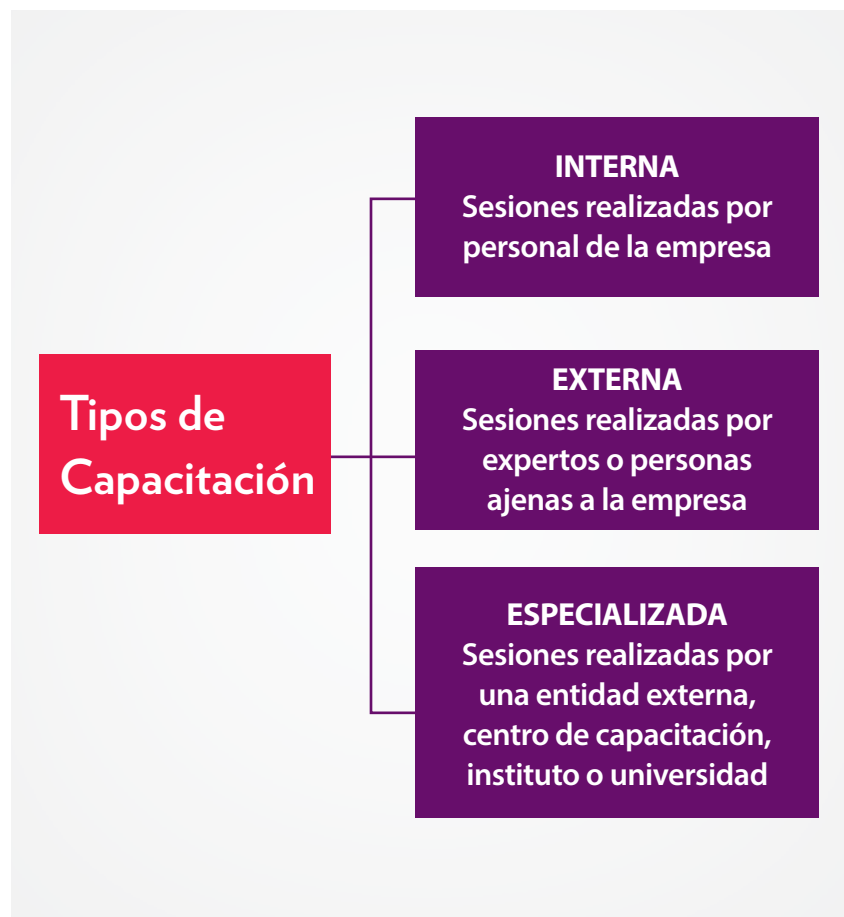 Tipos de
Capacitación
INTERNA
Sesiones realizadas por
personal de la empresa
EXTERNA
Sesiones realizadas por
expertos o personas
ajenas a la empresa
ESPECIALIZADA
Sesiones realizadas por
una entidad externa,
centro de capacitación,
instituto o universidad